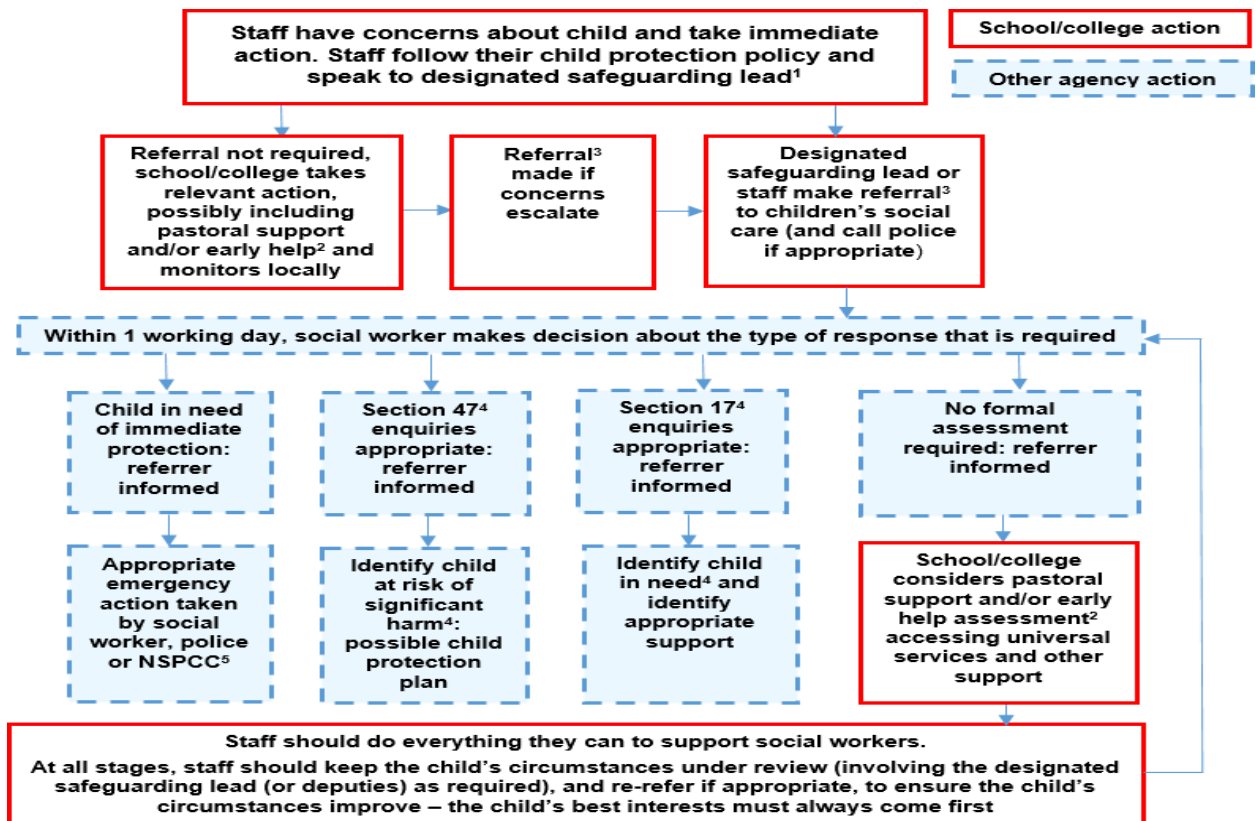 Staff have concerns about child and take immediate
action. Staff follow their child protection policy and
speak to designated safeguarding lead¹
School/college action
Other agency action
Referral not required,
school/college takes
relevant action,
possibly including
pastoral support
and/or early help² and
monitors locally
Referral³
made if
concerns
escalate
Designated
safeguarding lead or
staff make referral³
to children's social
care (and call police
if appropriate)
Within 1 working day, social worker makes decision about the type of response that is required
Child in need
of immediate
protection:
referrer
informed
Section 47⁴
enquiries
appropriate:
referrer
informed
Section 17⁴
enquiries
appropriate:
referrer
informed
No formal
assessment
required: referrer
informed
Appropriate
emergency
action taken
by social
worker, police
or NSPCC⁵
Identify child
at risk of
significant
harm⁴:
possible child
protection
plan
Identify child
in need⁴ and
identify
appropriate
support
School/college
considers pastoral
support and/or early
help assessment²
accessing universal
services and other
support
Staff should do everything they can to support social workers.
At all stages, staff should keep the child's circumstances under review (involving the designated
safeguarding lead (or deputies) as required), and re-refer if appropriate, to ensure the child's
circumstances improve – the child's best interests must always come first